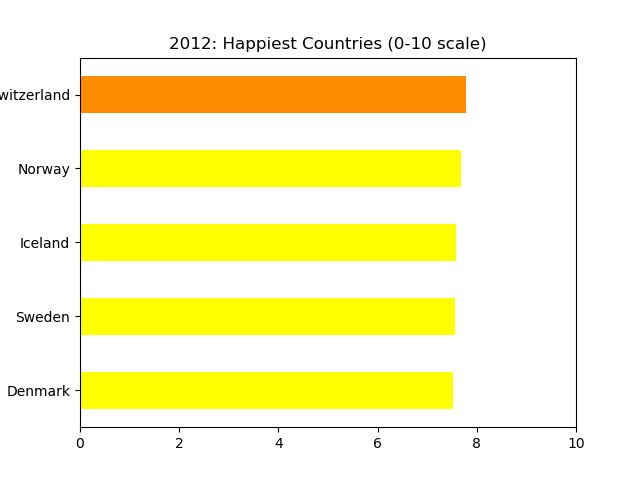 2012: Happiest Countries (0-10 scale)
witzerland
Norway
Iceland
Sweden
Denmark
0 2 4 6 8 10